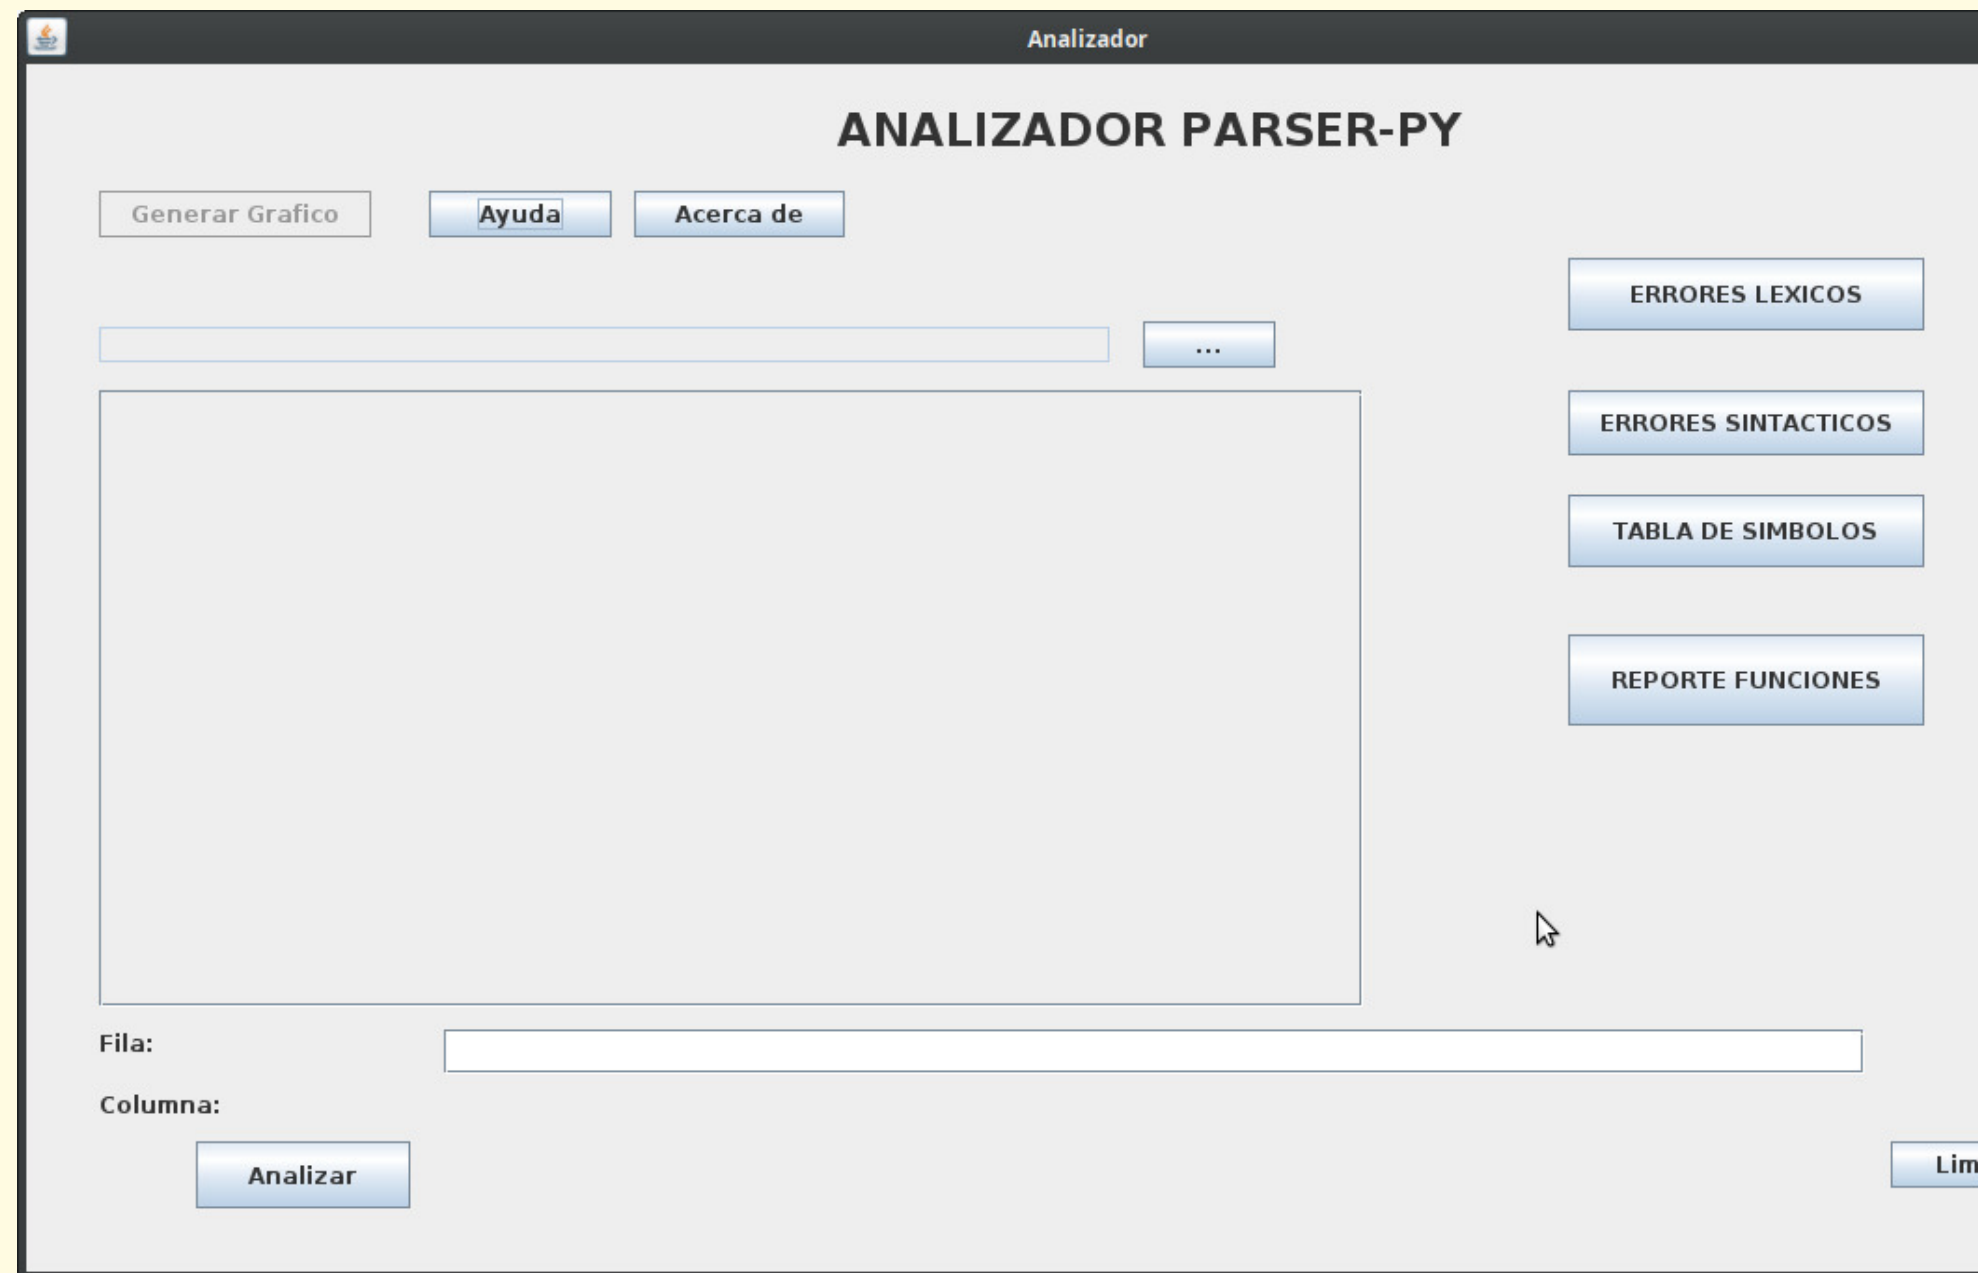 Analizador
ANALIZADOR PARSER-PY
Generar Grafico
Ayuda
Acerca de
ERRORES LEXICOS
...
ERRORES SINTACTICOS
TABLA DE SIMBOLOS
REPORTE FUNCIONES
Fila:
Columna:
Analizar
Lim